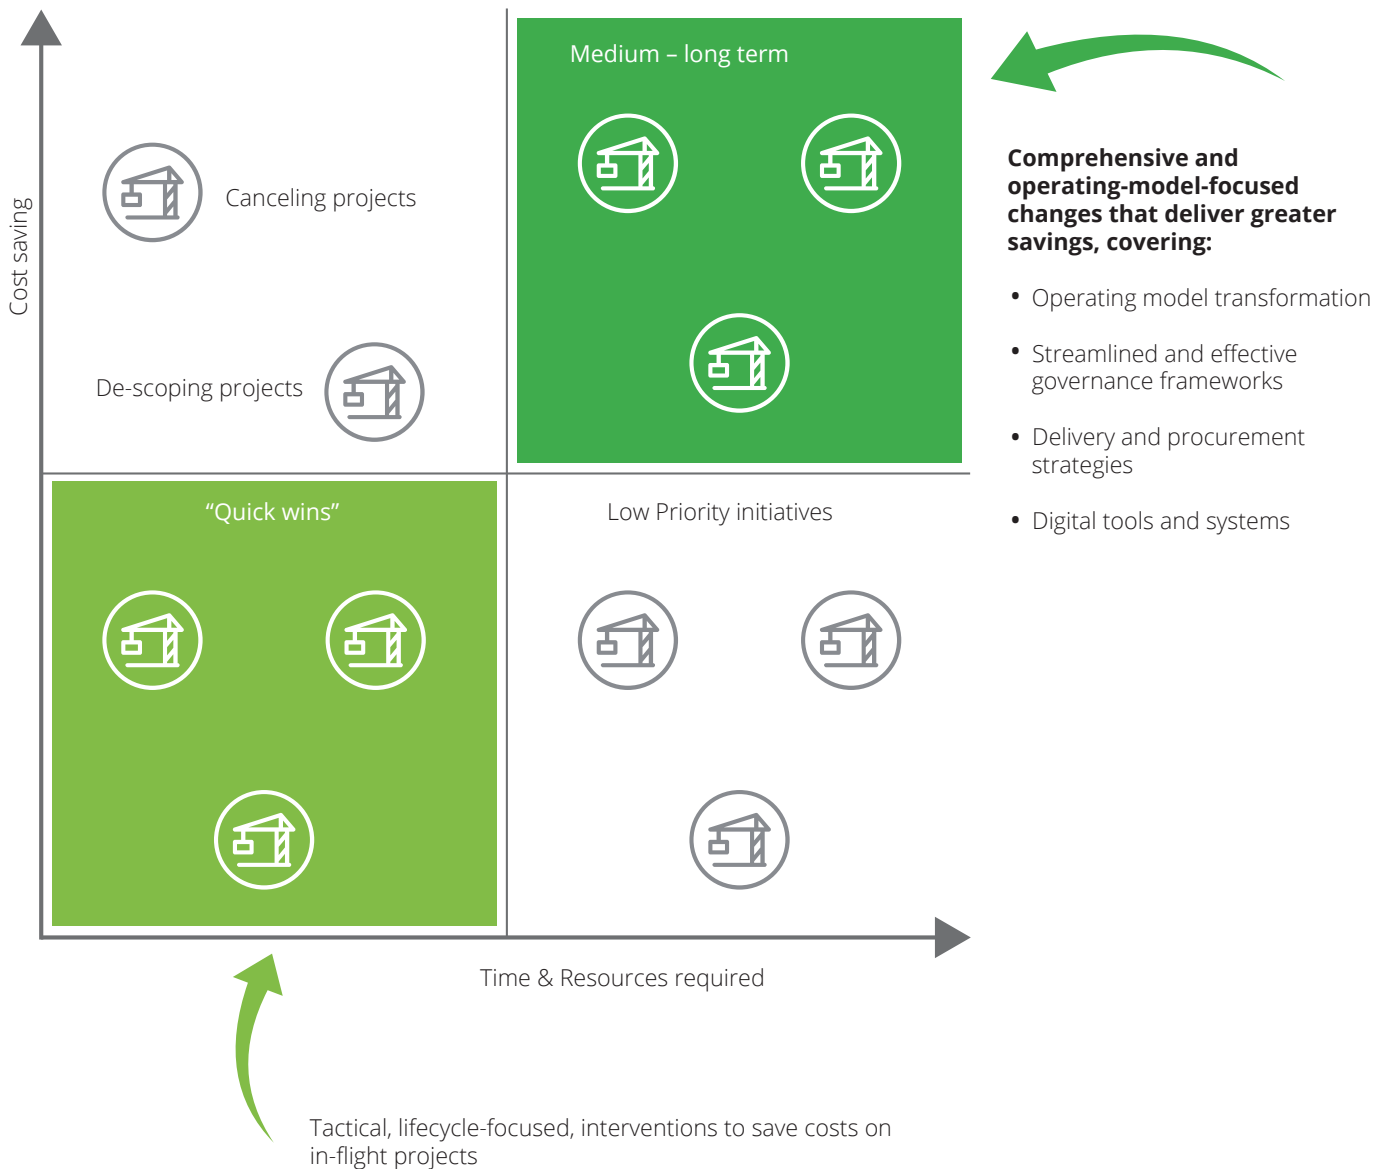 Medium – long term
Cost saving
Canceling projects
De-scoping projects
Comprehensive and
operating-model-focused
changes that deliver greater
savings, covering:
• Operating model transformation
• Streamlined and effective
governance frameworks
• Delivery and procurement
strategies
• Digital tools and systems
“Quick wins”
Low Priority initiatives
Time & Resources required
Tactical, lifecycle-focused, interventions to save costs on
in-flight projects